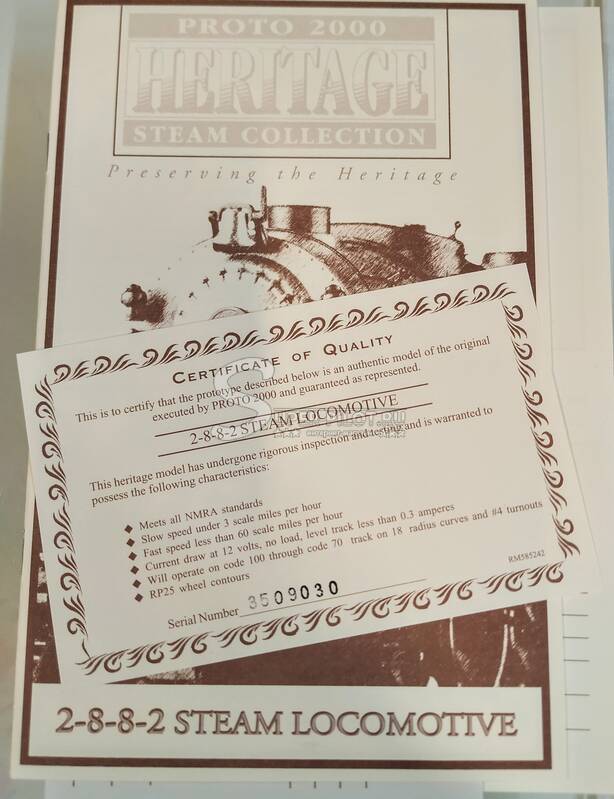 PROTO 2000
HERITAGE
STEAM COLLECTION
Preserving the Heritage
CERTIFICATE OF QUALITY
This is to certify that the prototype described below is an authentic model of the original
executed by PROTO 2000 and guaranteed as represented.
2-8-8-2 STEAM LOCOMOTIVE
This heritage model has undergone rigorous inspection and testing and is warranted to
possess the following characteristics:
◆ Meets all NMRA standards
◆ Slow speed under 3 scale miles per hour
◆ Fast speed less than 60 scale miles per hour
◆ Current draw at 12 volts, no load, level track less than 0.3 amperes
◆ Will operate on code 100 through code 70 track on 18 radius curves and #4 turnouts
◆ RP25 wheel contours
RM585242
Serial Number 3509030
2-8-8-2 STEAM LOCOMOTIVE